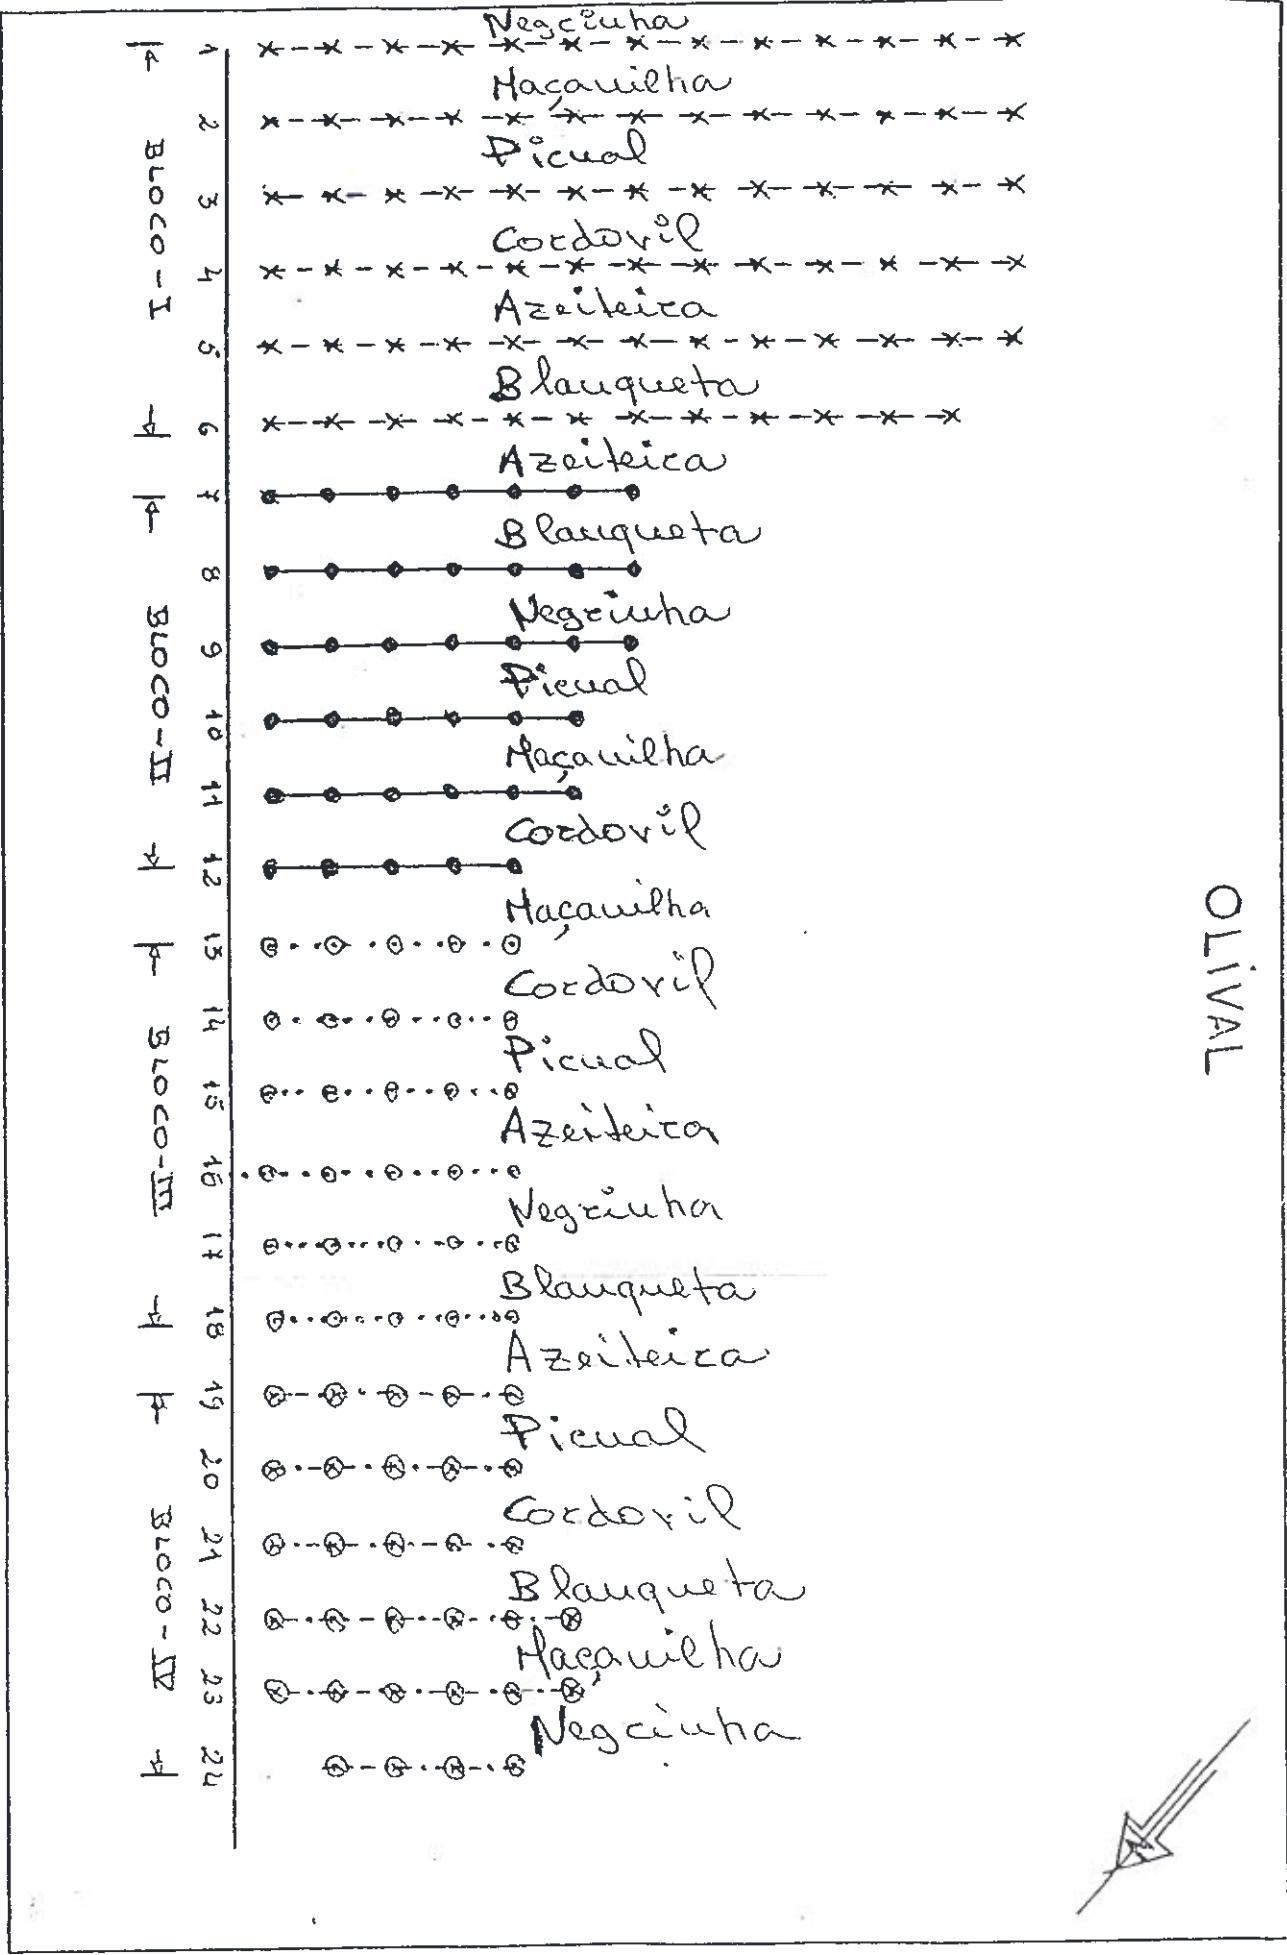 OLIVAL
BLOCO-I
1 Negrinha
2 Maçanilha
3 Picual
4 Cordovil
5 Azeiteira
6 Blanqueta
BLOCO-II
7 Azeiteira
8 Blanqueta
9 Negrinha
10 Picual
11 Maçanilha
12 Cordovil
BLOCO-III
13 Maçanilha
14 Cordovil
15 Picual
16 Azeiteira
17 Negrinha
18 Blanqueta
BLOCO-IV
19 Azeiteira
20 Picual
21 Cordovil
22 Blanqueta
23 Maçanilha
24 Negrinha
N